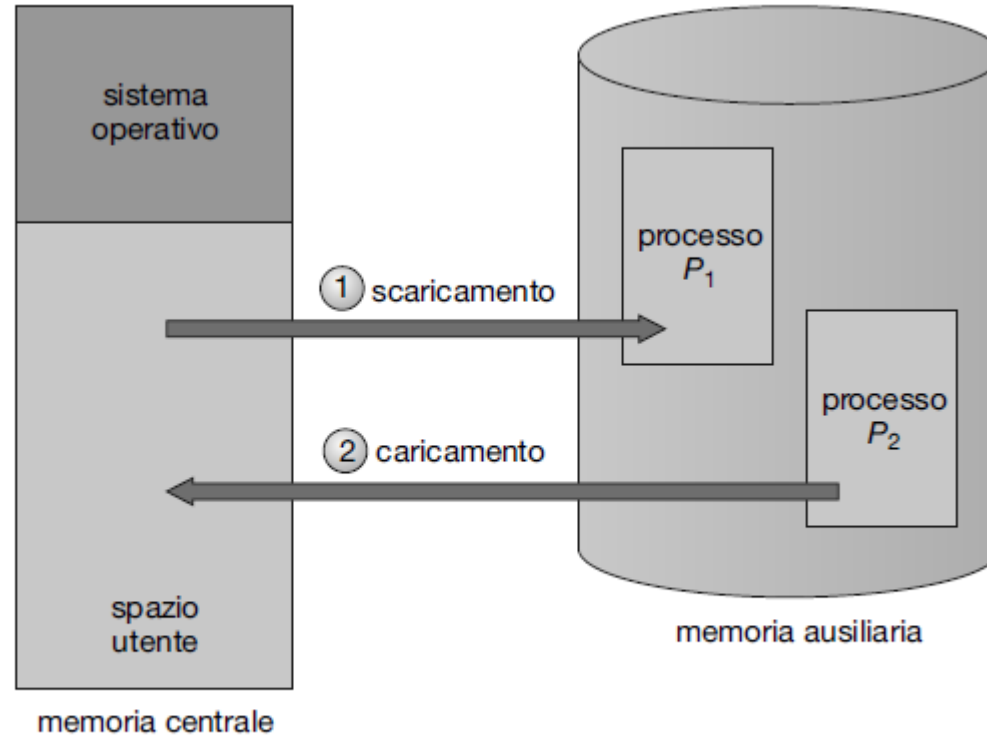 sistema
operativo
processo
P1
1 scaricamento
processo
P2
2 caricamento
spazio
utente
memoria ausiliaria
memoria centrale